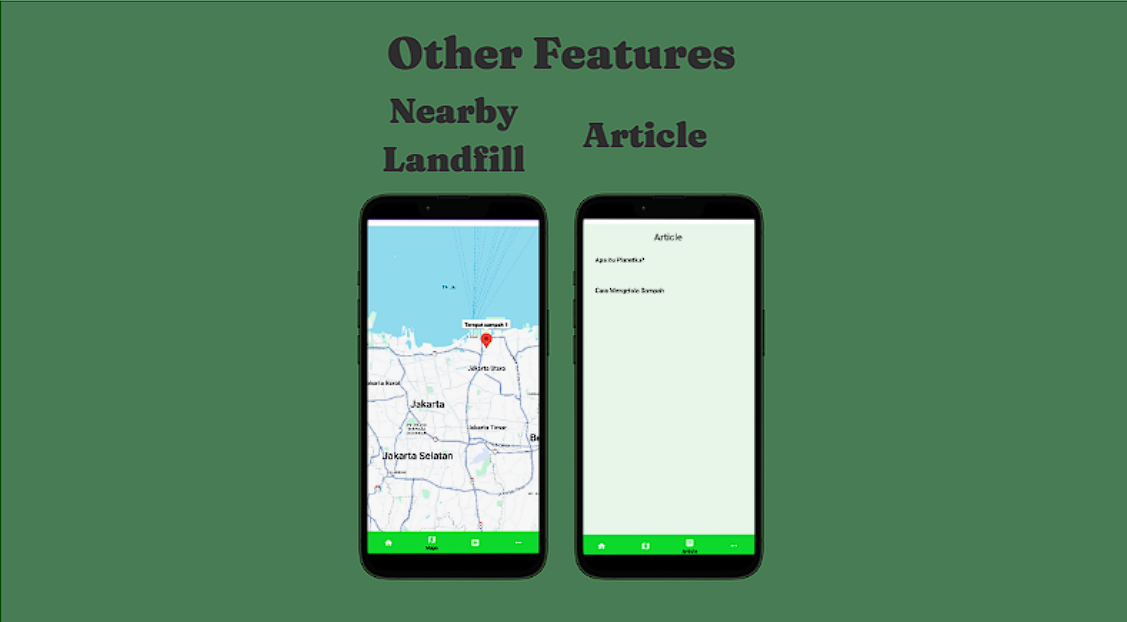 Other Features
Nearby
Landfill
Article
Tempat sampah 1
Jakarta Utara
Jakarta Barat
Jakarta
Jakarta Timur
Jakarta Selatan
Maps
Article
Apa itu Planetka?
Cara Mengelola Sampah
Article